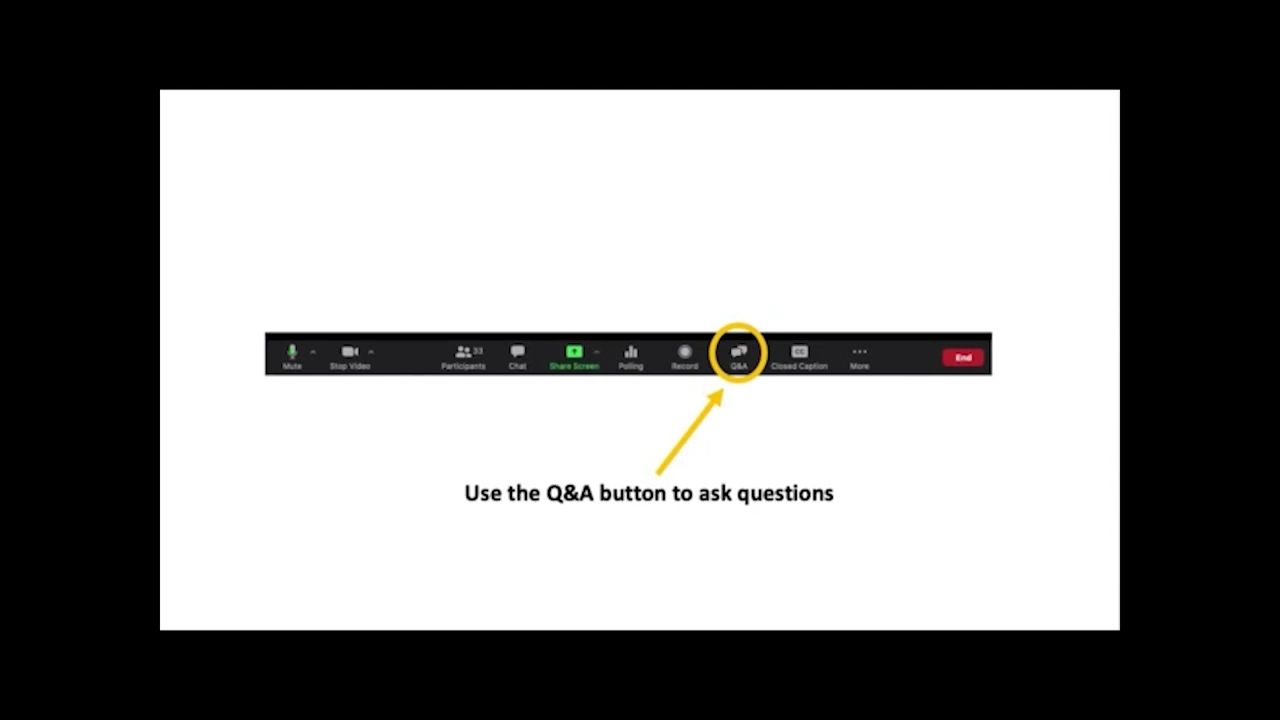 33
Mute Stop Video Participants Chat Share Screen Polling Record Q&A Closed Caption More End
Use the Q&A button to ask questions